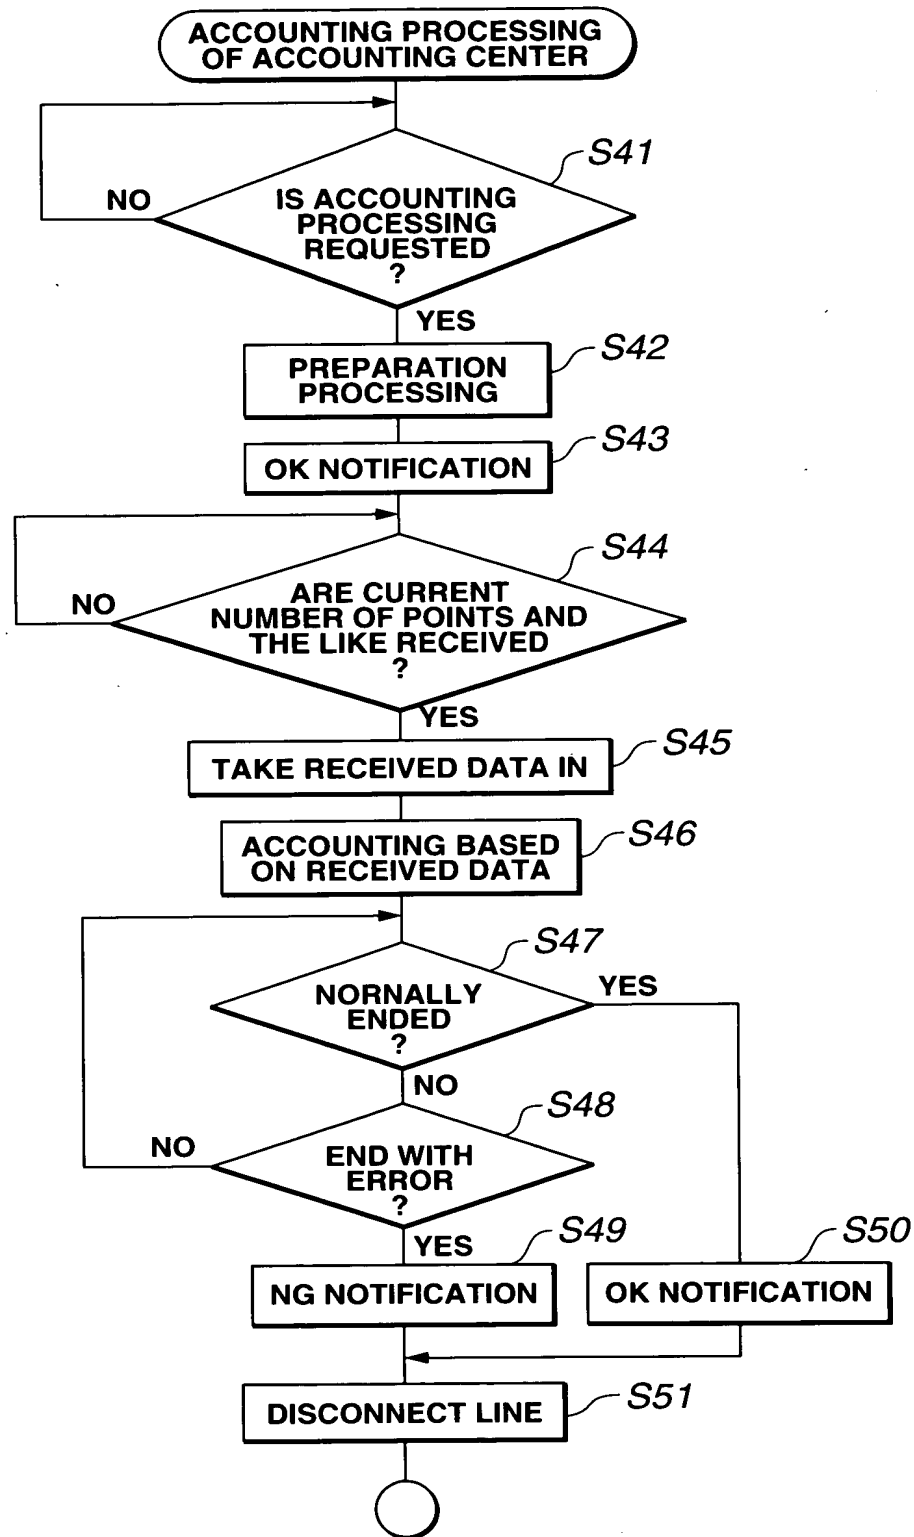 ACCOUNTING PROCESSING
OF ACCOUNTING CENTER
S41
NO
IS ACCOUNTING
PROCESSING
REQUESTED
?
YES
S42
PREPARATION
PROCESSING
S43
OK NOTIFICATION
S44
NO
ARE CURRENT
NUMBER OF POINTS AND
THE LIKE RECEIVED
?
YES
S45
TAKE RECEIVED DATA IN
S46
ACCOUNTING BASED
ON RECEIVED DATA
S47
YES
NORNALLY
ENDED
?
NO
S48
NO
END WITH
ERROR
?
YES
S49
S50
NG NOTIFICATION
OK NOTIFICATION
S51
DISCONNECT LINE